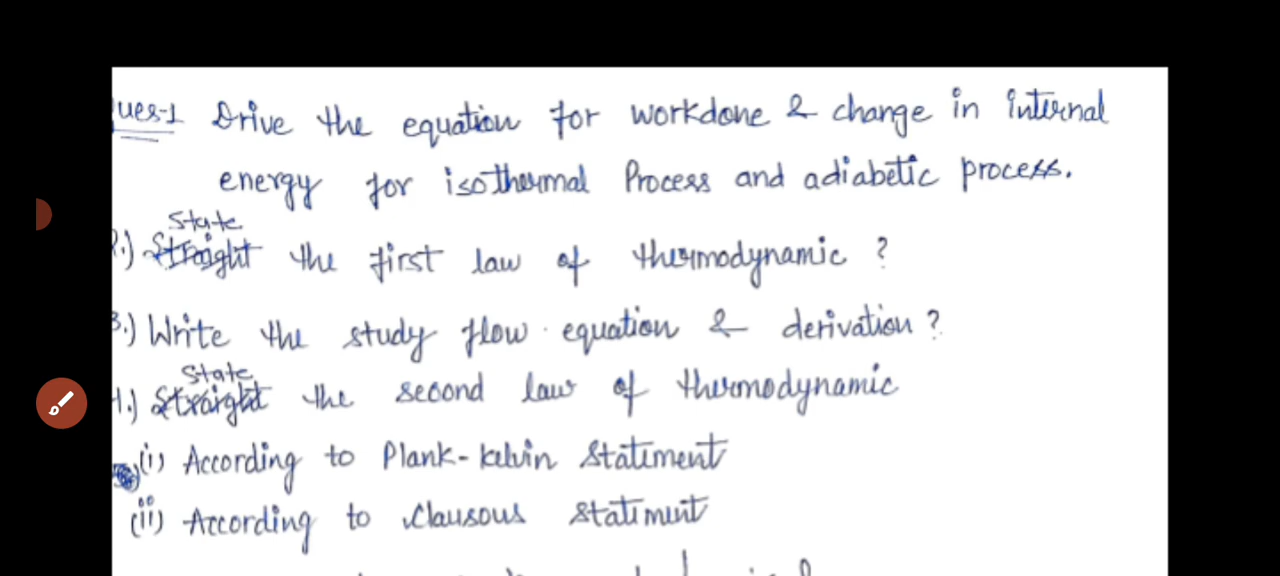 ues-1 Drive the equation for workdone & change in internal
energy for isothermal Process and adiabetic process.
State
2.) Straight the first law of thermodynamic ?
3.) Write the study flow equation & derivation ?
State
4.) Straight the second law of thermodynamic
(i) According to Plank-kelvin Statement
(ii) According to Clausous statement